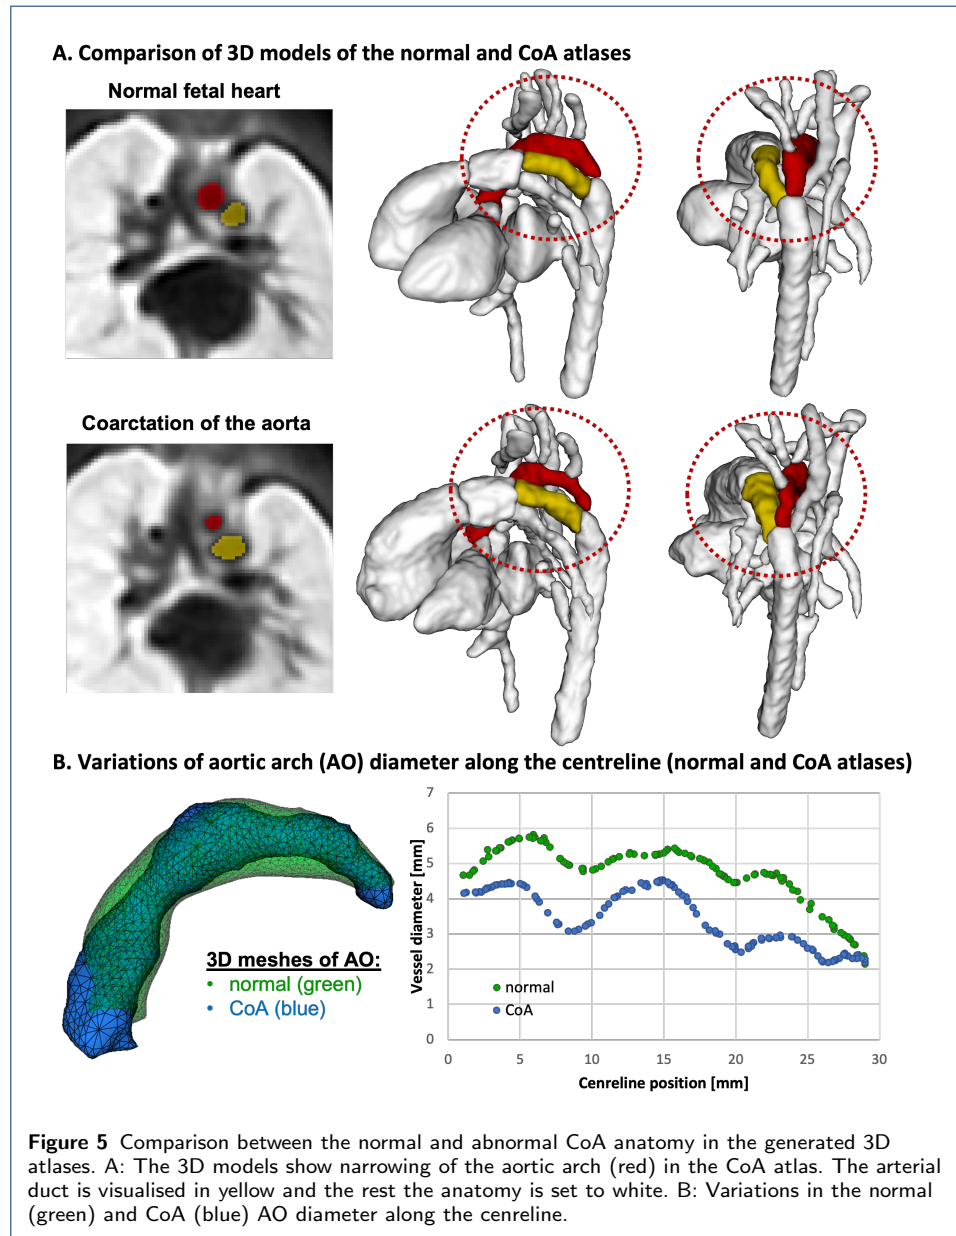 A. Comparison of 3D models of the normal and CoA atlases
Normal fetal heart
Coarctation of the aorta
B. Variations of aortic arch (AO) diameter along the centreline (normal and CoA atlases)
3D meshes of AO:
• normal (green)
• CoA (blue)
Vessel diameter [mm]
7
6
5
4
3
2
1
0
normal
CoA
0 5 10 15 20 25 30
Cenreline position [mm]
Figure 5 Comparison between the normal and abnormal CoA anatomy in the generated 3D
atlases. A: The 3D models show narrowing of the aortic arch (red) in the CoA atlas. The arterial
duct is visualised in yellow and the rest the anatomy is set to white. B: Variations in the normal
(green) and CoA (blue) AO diameter along the cenreline.